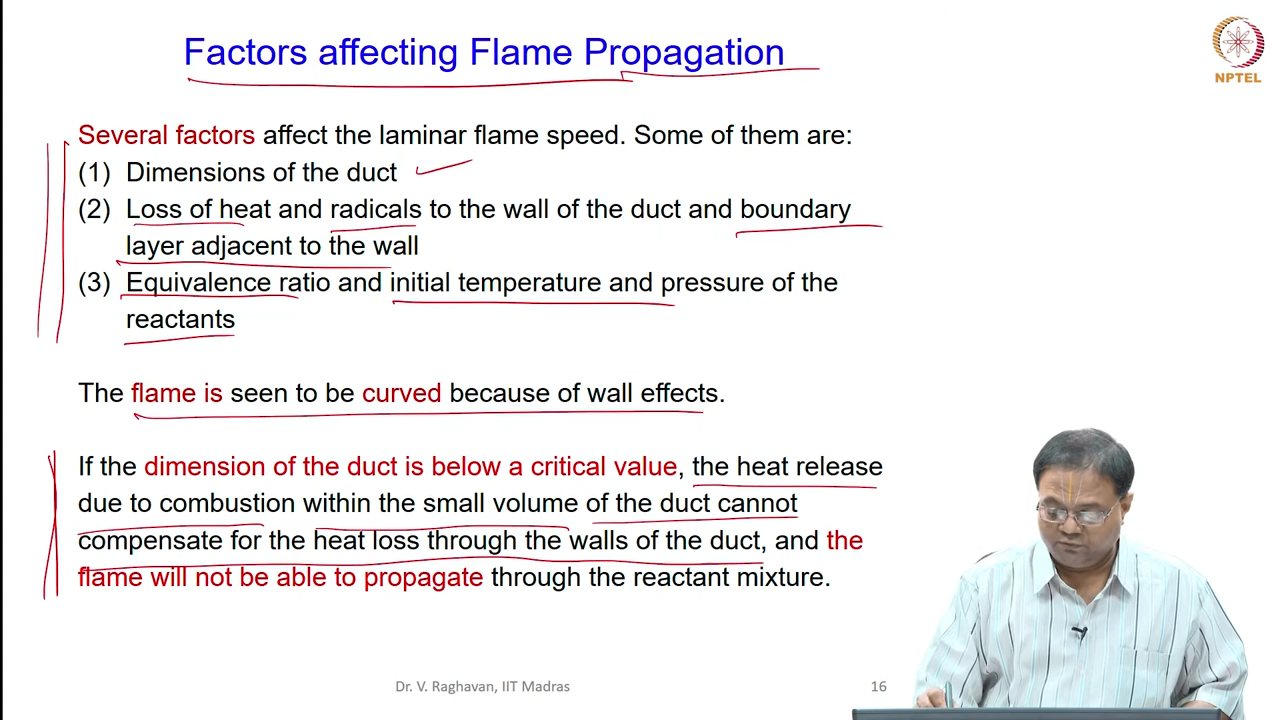 Factors affecting Flame Propagation
NPTEL
Several factors affect the laminar flame speed. Some of them are:
(1) Dimensions of the duct
(2) Loss of heat and radicals to the wall of the duct and boundary
layer adjacent to the wall
(3) Equivalence ratio and initial temperature and pressure of the
reactants
The flame is seen to be curved because of wall effects.
If the dimension of the duct is below a critical value, the heat release
due to combustion within the small volume of the duct cannot
compensate for the heat loss through the walls of the duct, and the
flame will not be able to propagate through the reactant mixture.
Dr. V. Raghavan, IIT Madras
16